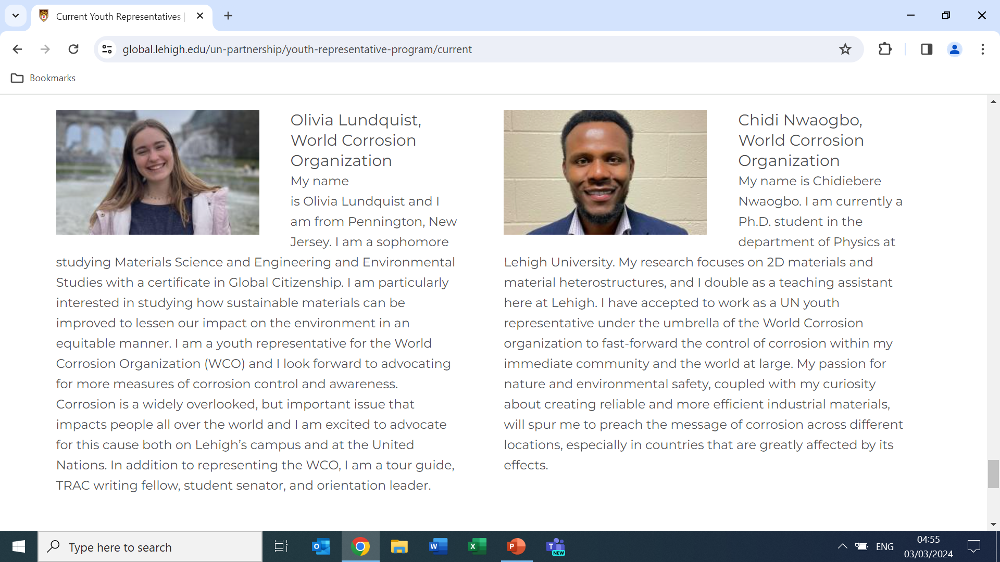 Current Youth Representatives |
global.lehigh.edu/un-partnership/youth-representative-program/current
Bookmarks
Olivia Lundquist,
World Corrosion
Organization
My name
is Olivia Lundquist and I
am from Pennington, New
Jersey. I am a sophomore
studying Materials Science and Engineering and Environmental
Studies with a certificate in Global Citizenship. I am particularly
interested in studying how sustainable materials can be
improved to lessen our impact on the environment in an
equitable manner. I am a youth representative for the World
Corrosion Organization (WCO) and I look forward to advocating
for more measures of corrosion control and awareness.
Corrosion is a widely overlooked, but important issue that
impacts people all over the world and I am excited to advocate
for this cause both on Lehigh’s campus and at the United
Nations. In addition to representing the WCO, I am a tour guide,
TRAC writing fellow, student senator, and orientation leader.
Chidi Nwaogbo,
World Corrosion
Organization
My name is Chidiebere
Nwaogbo. I am currently a
Ph.D. student in the
department of Physics at
Lehigh University. My research focuses on 2D materials and
material heterostructures, and I double as a teaching assistant
here at Lehigh. I have accepted to work as a UN youth
representative under the umbrella of the World Corrosion
organization to fast-forward the control of corrosion within my
immediate community and the world at large. My passion for
nature and environmental safety, coupled with my curiosity
about creating reliable and more efficient industrial materials,
will spur me to preach the message of corrosion across different
locations, especially in countries that are greatly affected by its
effects.
Type here to search
O
W
X
P
T
NEW
ENG
04:55
03/03/2024